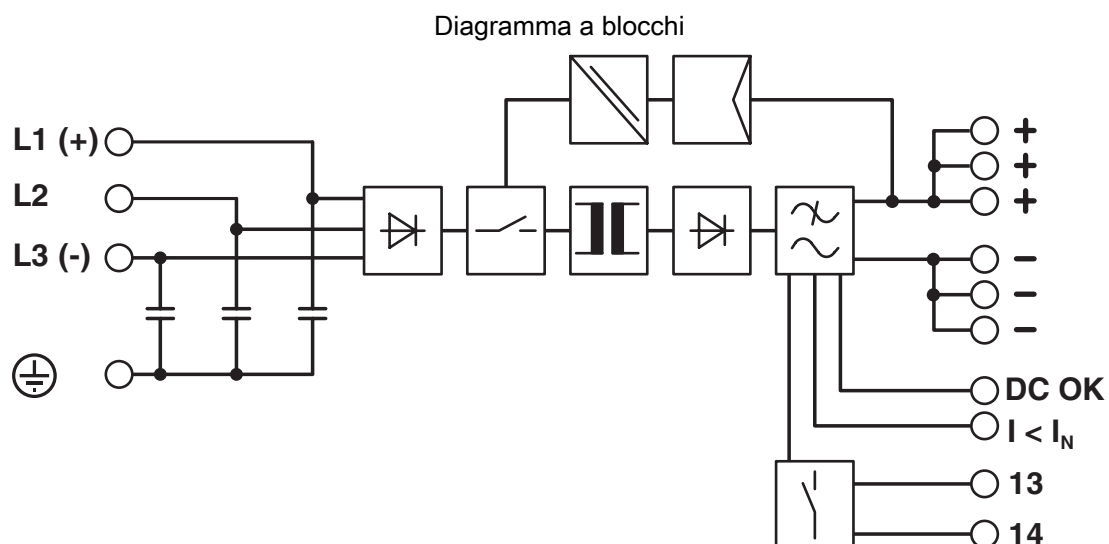 Diagramma a blocchi
L1 (+)
L2
L3 (-)
+
+
+
–
–
–
DC OK
I < IN
13
14